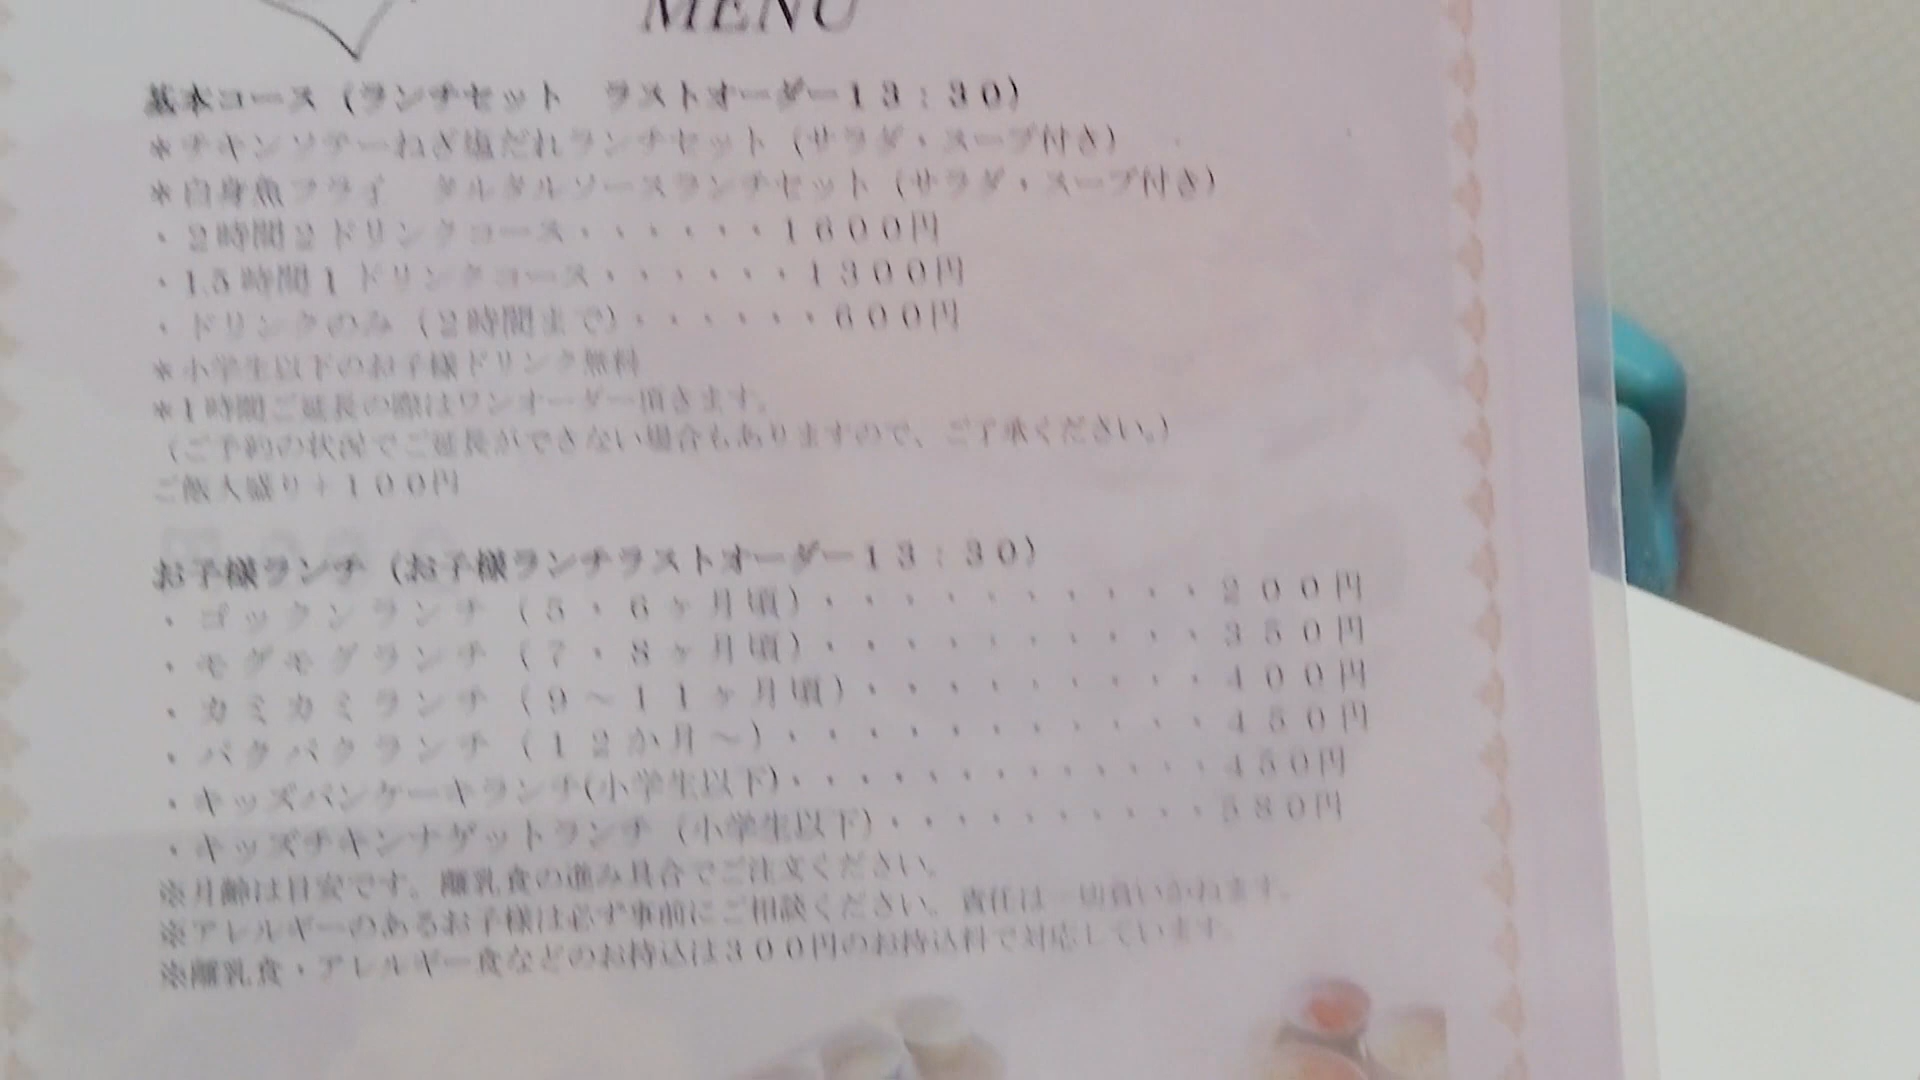 MENU
基本コース（ランチセット　ラストオーダー１３：３０）
＊チキンソテーねぎ塩だれランチセット（サラダ・スープ付き）
＊白身魚フライ　タルタルソースランチセット（サラダ・スープ付き）
・２時間２ドリンクコース・・・・・・１６００円
・1.5時間１ドリンクコース・・・・・・１３００円
・ドリンクのみ（２時間まで）・・・・・・６００円
＊小学生以下のお子様ドリンク無料
＊１時間ご延長の際はワンオーダー頂きます。
（ご予約の状況でご延長ができない場合もありますので、ご了承ください。）
ご飯大盛り＋１００円
お子様ランチ（お子様ランチラストオーダー１３：３０）
・ゴックンランチ（５・６ヶ月頃）・・・・・・・・・・２００円
・モグモグランチ（７・８ヶ月頃）・・・・・・・・・・３５０円
・カミカミランチ（９～１１ヶ月頃）・・・・・・・・・４００円
・パクパクランチ（１２か月～）・・・・・・・・・・・４５０円
・キッズパンケーキランチ(小学生以下)・・・・・・・・・・・・４５０円
・キッズチキンナゲットランチ（小学生以下）・・・・・・・・・５８０円
※月齢は目安です。離乳食の進み具合でご注文ください。
※アレルギーのあるお子様は必ず事前にご相談ください。責任は一切負いかねます。
※離乳食・アレルギー食などのお持込は３００円のお持込料で対応しています。